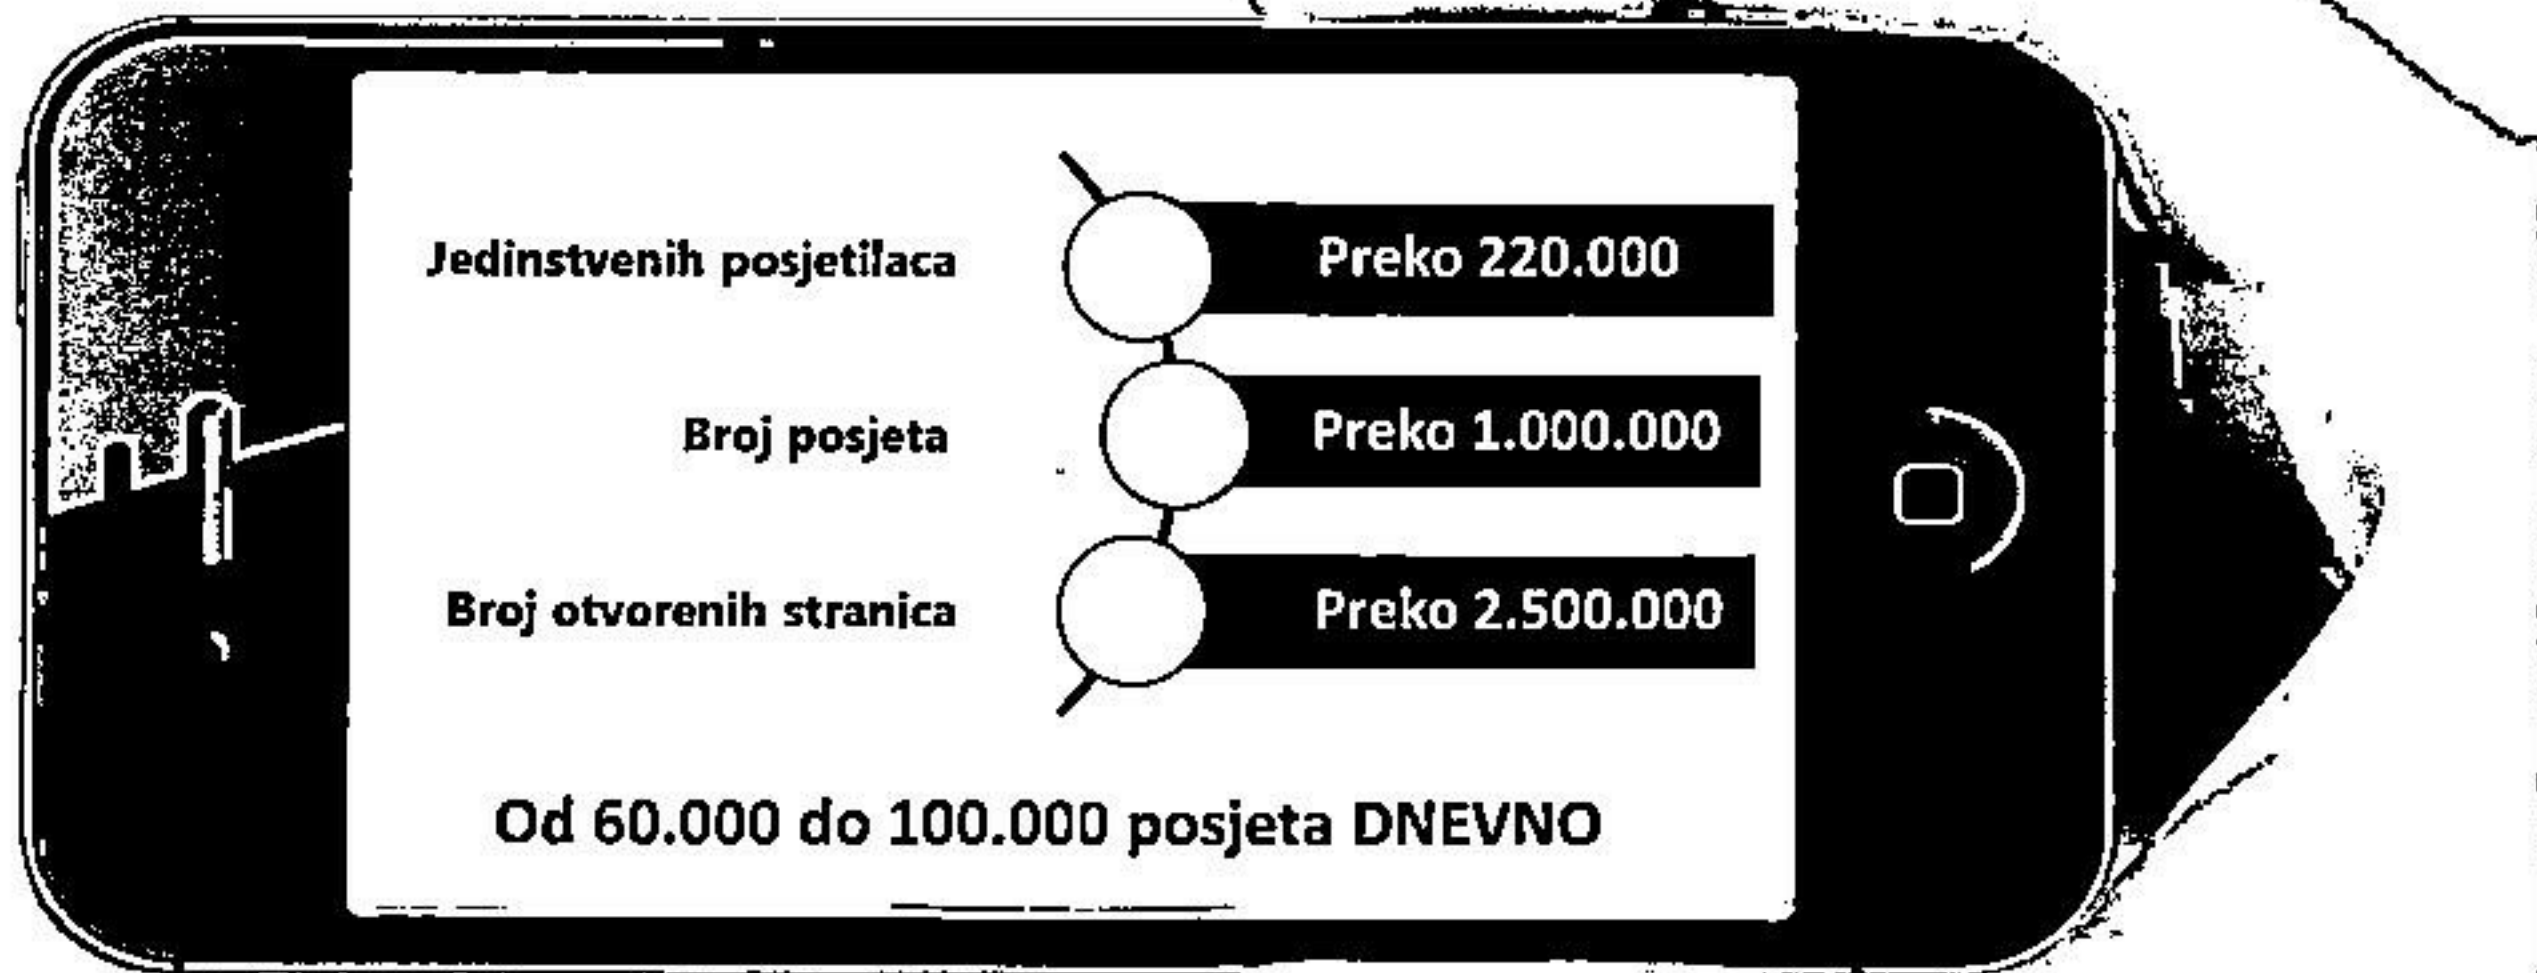 Jedinstvenih posjetilaca Preko 220.000
Broj posjeta Preko 1.000.000
Broj otvorenih stranica Preko 2.500.000
Od 60.000 do 100.000 posjeta DNEVNO